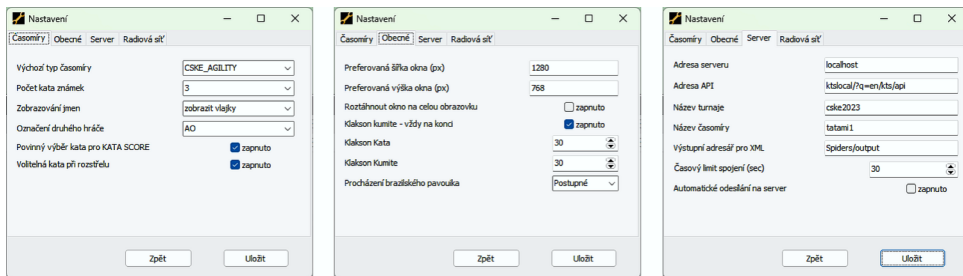 Nastavení
Časomíry Obecné Server Radiová síť
Výchozí typ časomíry CSKE_AGILITY
Počet kata známek 3
Zobrazování jmen zobrazit vlajky
Označení druhého hráče AO
Povinný výběr kata pro KATA SCORE zapnuto
Volitelná kata při rozstřelu zapnuto
Zpět Uložit
Nastavení
Časomíry Obecné Server Radiová síť
Preferovaná šířka okna (px) 1280
Preferovaná výška okna (px) 768
Roztáhnout okno na celou obrazovku zapnuto
Klakson kumite - vždy na konci zapnuto
Klakson Kata 30
Klakson Kumite 30
Procházení brazilského pavouka Postupné
Zpět Uložit
Nastavení
Časomíry Obecné Server Radiová síť
Adresa serveru localhost
Adresa API ktslocal/?q=en/kts/api
Název turnaje cske2023
Název časomíry tatami1
Výstupní adresář pro XML Spiders/output
Časový limit spojení (sec) 30
Automatické odesílání na server zapnuto
Zpět Uložit